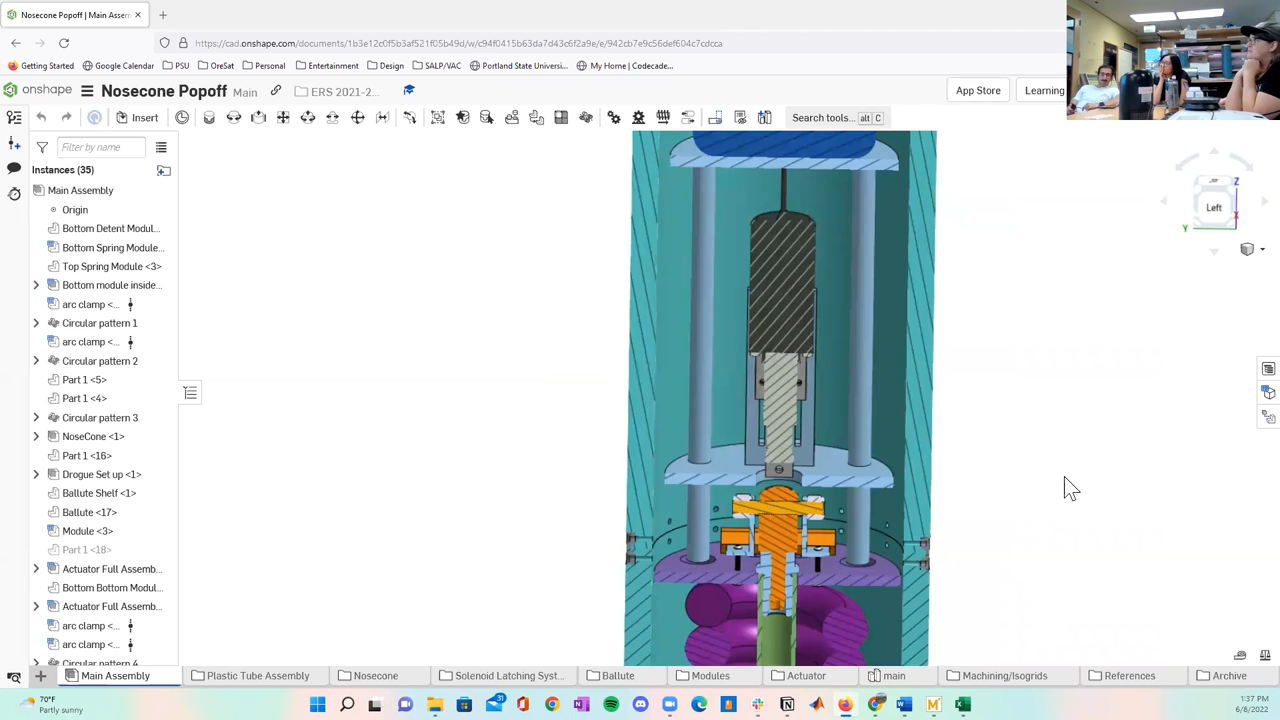 Nosecone Popoff | Main Assem
https://cad.onshape.com/documents/
Getting Started
Google Calendar
PSU
OreSat
Personal
Entertainment
Design
SALP/VAC
Portland State Universi...
My Home | Codecade...
onshape
Nosecone Popoff
Main
ERS 2021-2...
App Store
Learning
Insert
Search tools...
alt
C
Filter by name
Instances (35)
Main Assembly
Origin
Bottom Detent Modul...
Bottom Spring Module...
Top Spring Module <3>
Bottom module inside...
arc clamp <...
Circular pattern 1
arc clamp <...
Circular pattern 2
Part 1 <5>
Part 1 <4>
Circular pattern 3
NoseCone <1>
Part 1 <16>
Drogue Set up <1>
Ballute Shelf <1>
Ballute <17>
Module <3>
Part 1 <18>
Actuator Full Assemb...
Bottom Bottom Modul...
Actuator Full Assemb...
arc clamp <...
arc clamp <...
Circular pattern 4
Z
Left
X
Y
Main Assembly
Plastic Tube Assembly
Nosecone
Solenoid Latching Syst...
Ballute
Modules
Actuator
main
Machining/Isogrids
References
Archive
70°F
Partly sunny
31
1:37 PM
6/8/2022